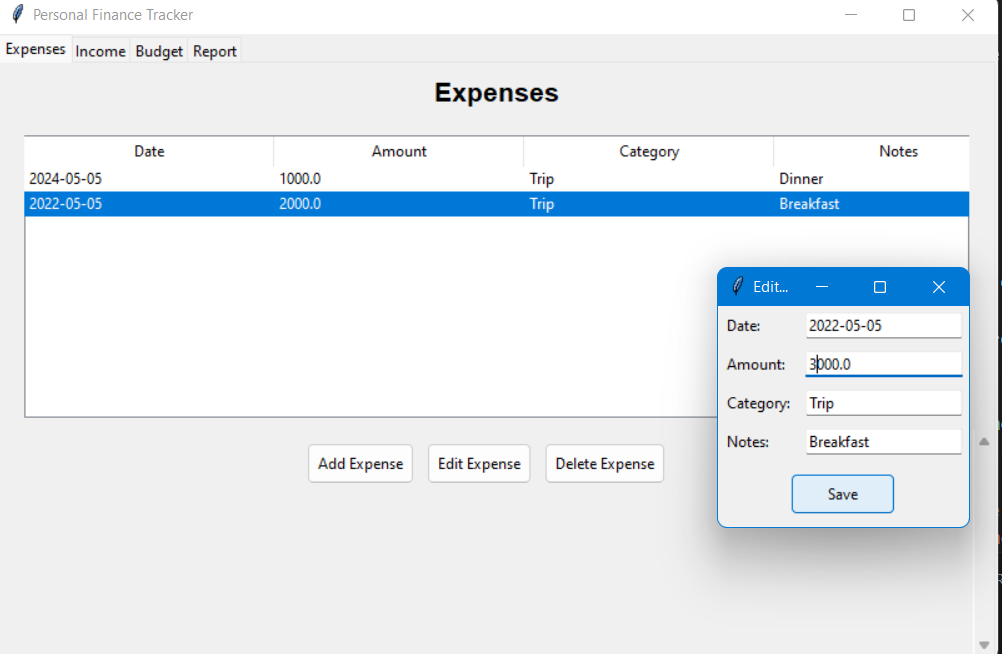 Personal Finance Tracker
Expenses Income Budget Report
Expenses
Date Amount Category Notes
2024-05-05 1000.0 Trip Dinner
2022-05-05 2000.0 Trip Breakfast
Add Expense Edit Expense Delete Expense
Edit...
Date: 2022-05-05
Amount: 3000.0
Category: Trip
Notes: Breakfast
Save